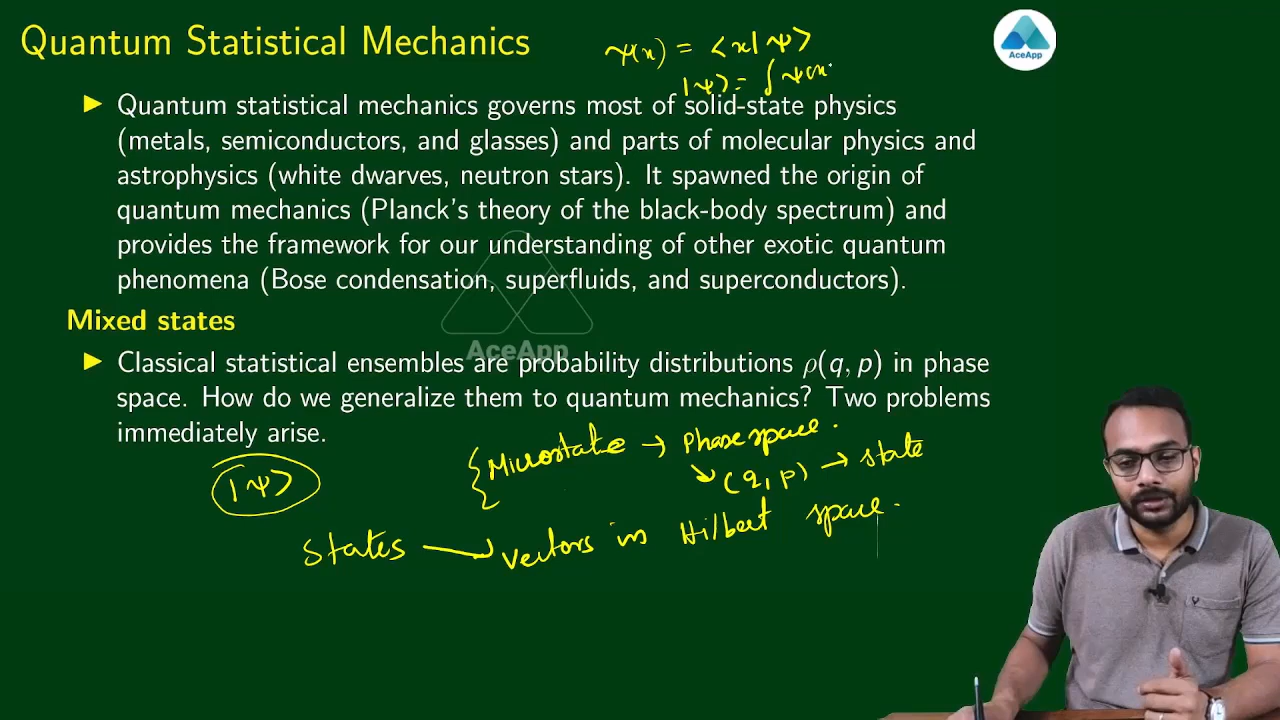 Quantum Statistical Mechanics
ψ(x) = ⟨x|ψ⟩
|ψ⟩ = ∫ ψ(x)
AceApp
▶ Quantum statistical mechanics governs most of solid-state physics
(metals, semiconductors, and glasses) and parts of molecular physics and
astrophysics (white dwarves, neutron stars). It spawned the origin of
quantum mechanics (Planck's theory of the black-body spectrum) and
provides the framework for our understanding of other exotic quantum
phenomena (Bose condensation, superfluids, and superconductors).
Mixed states
AceApp
▶ Classical statistical ensembles are probability distributions ρ(q, p) in phase
space. How do we generalize them to quantum mechanics? Two problems
immediately arise.
{Microstate → Phase space.
↘ (q, p) → state
|ψ⟩
States → vectors in Hilbert space.